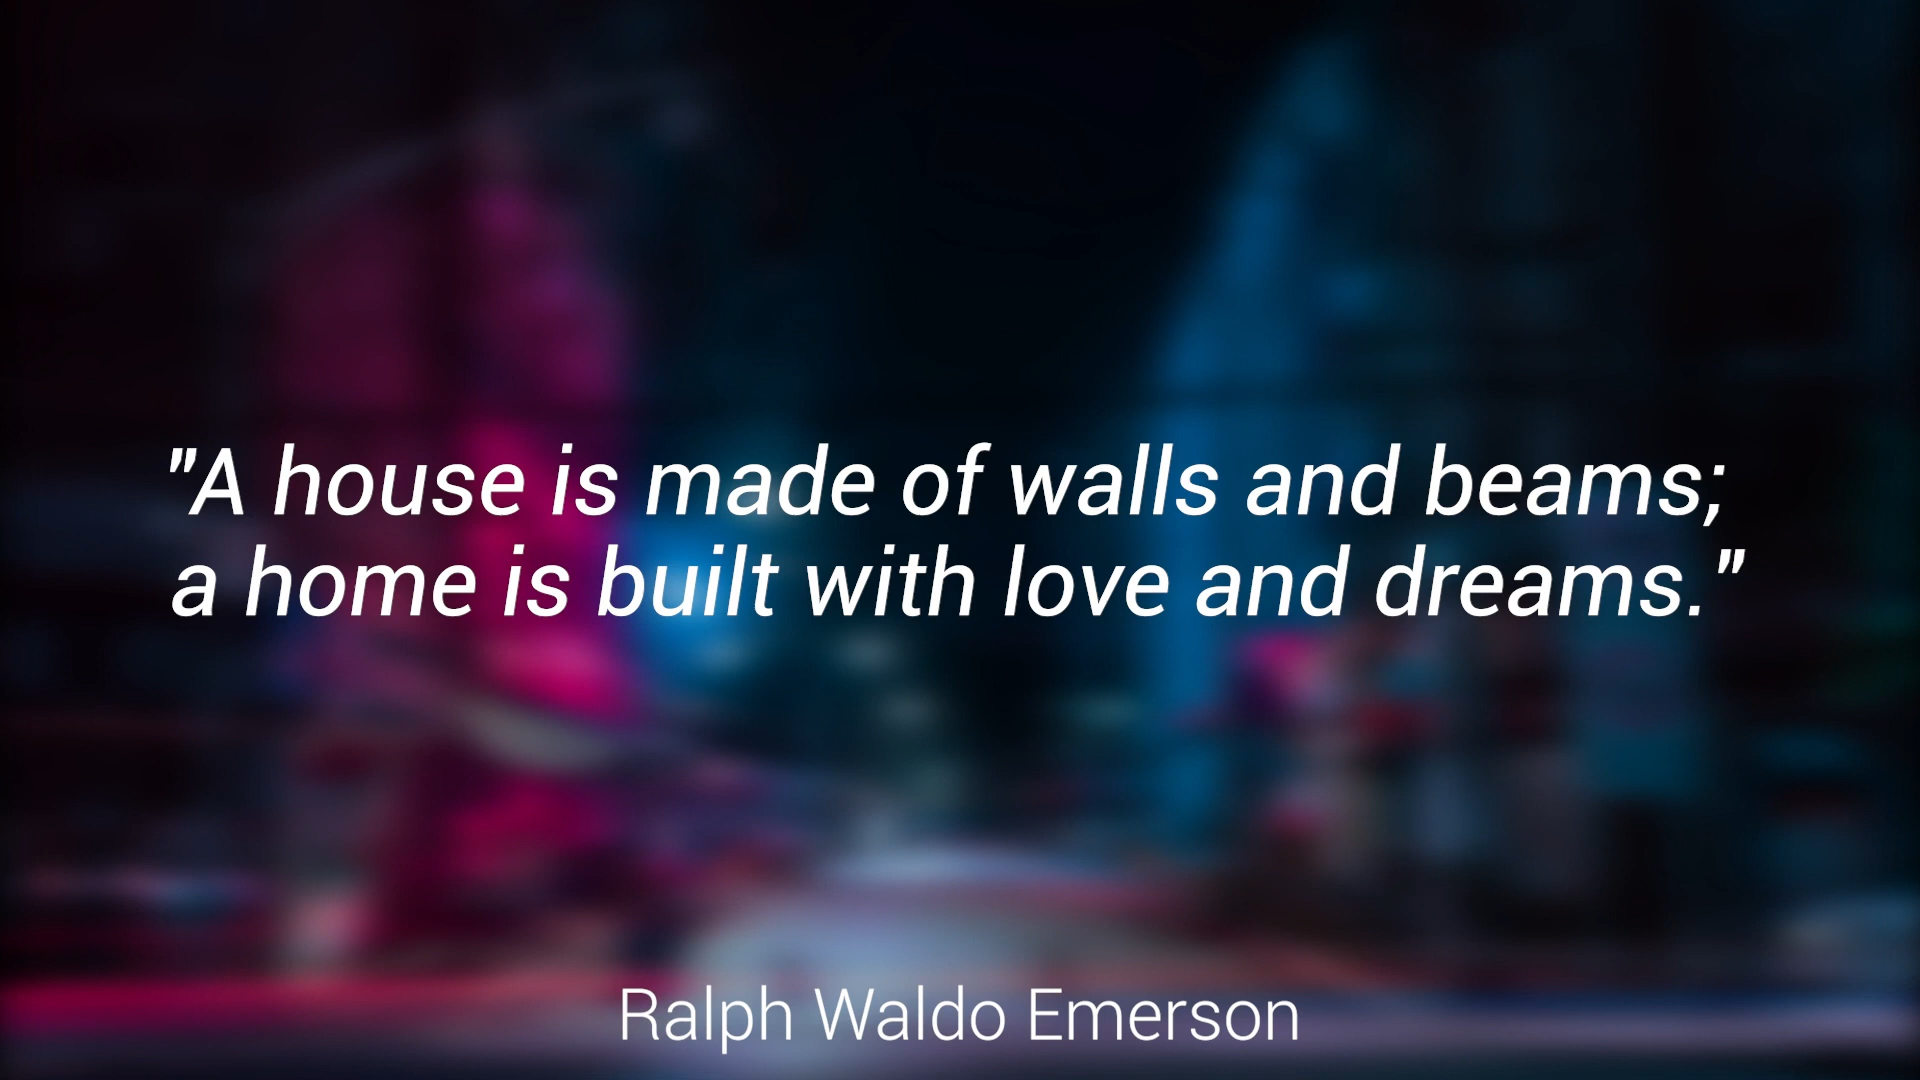 "A house is made of walls and beams;
a home is built with love and dreams."
Ralph Waldo Emerson